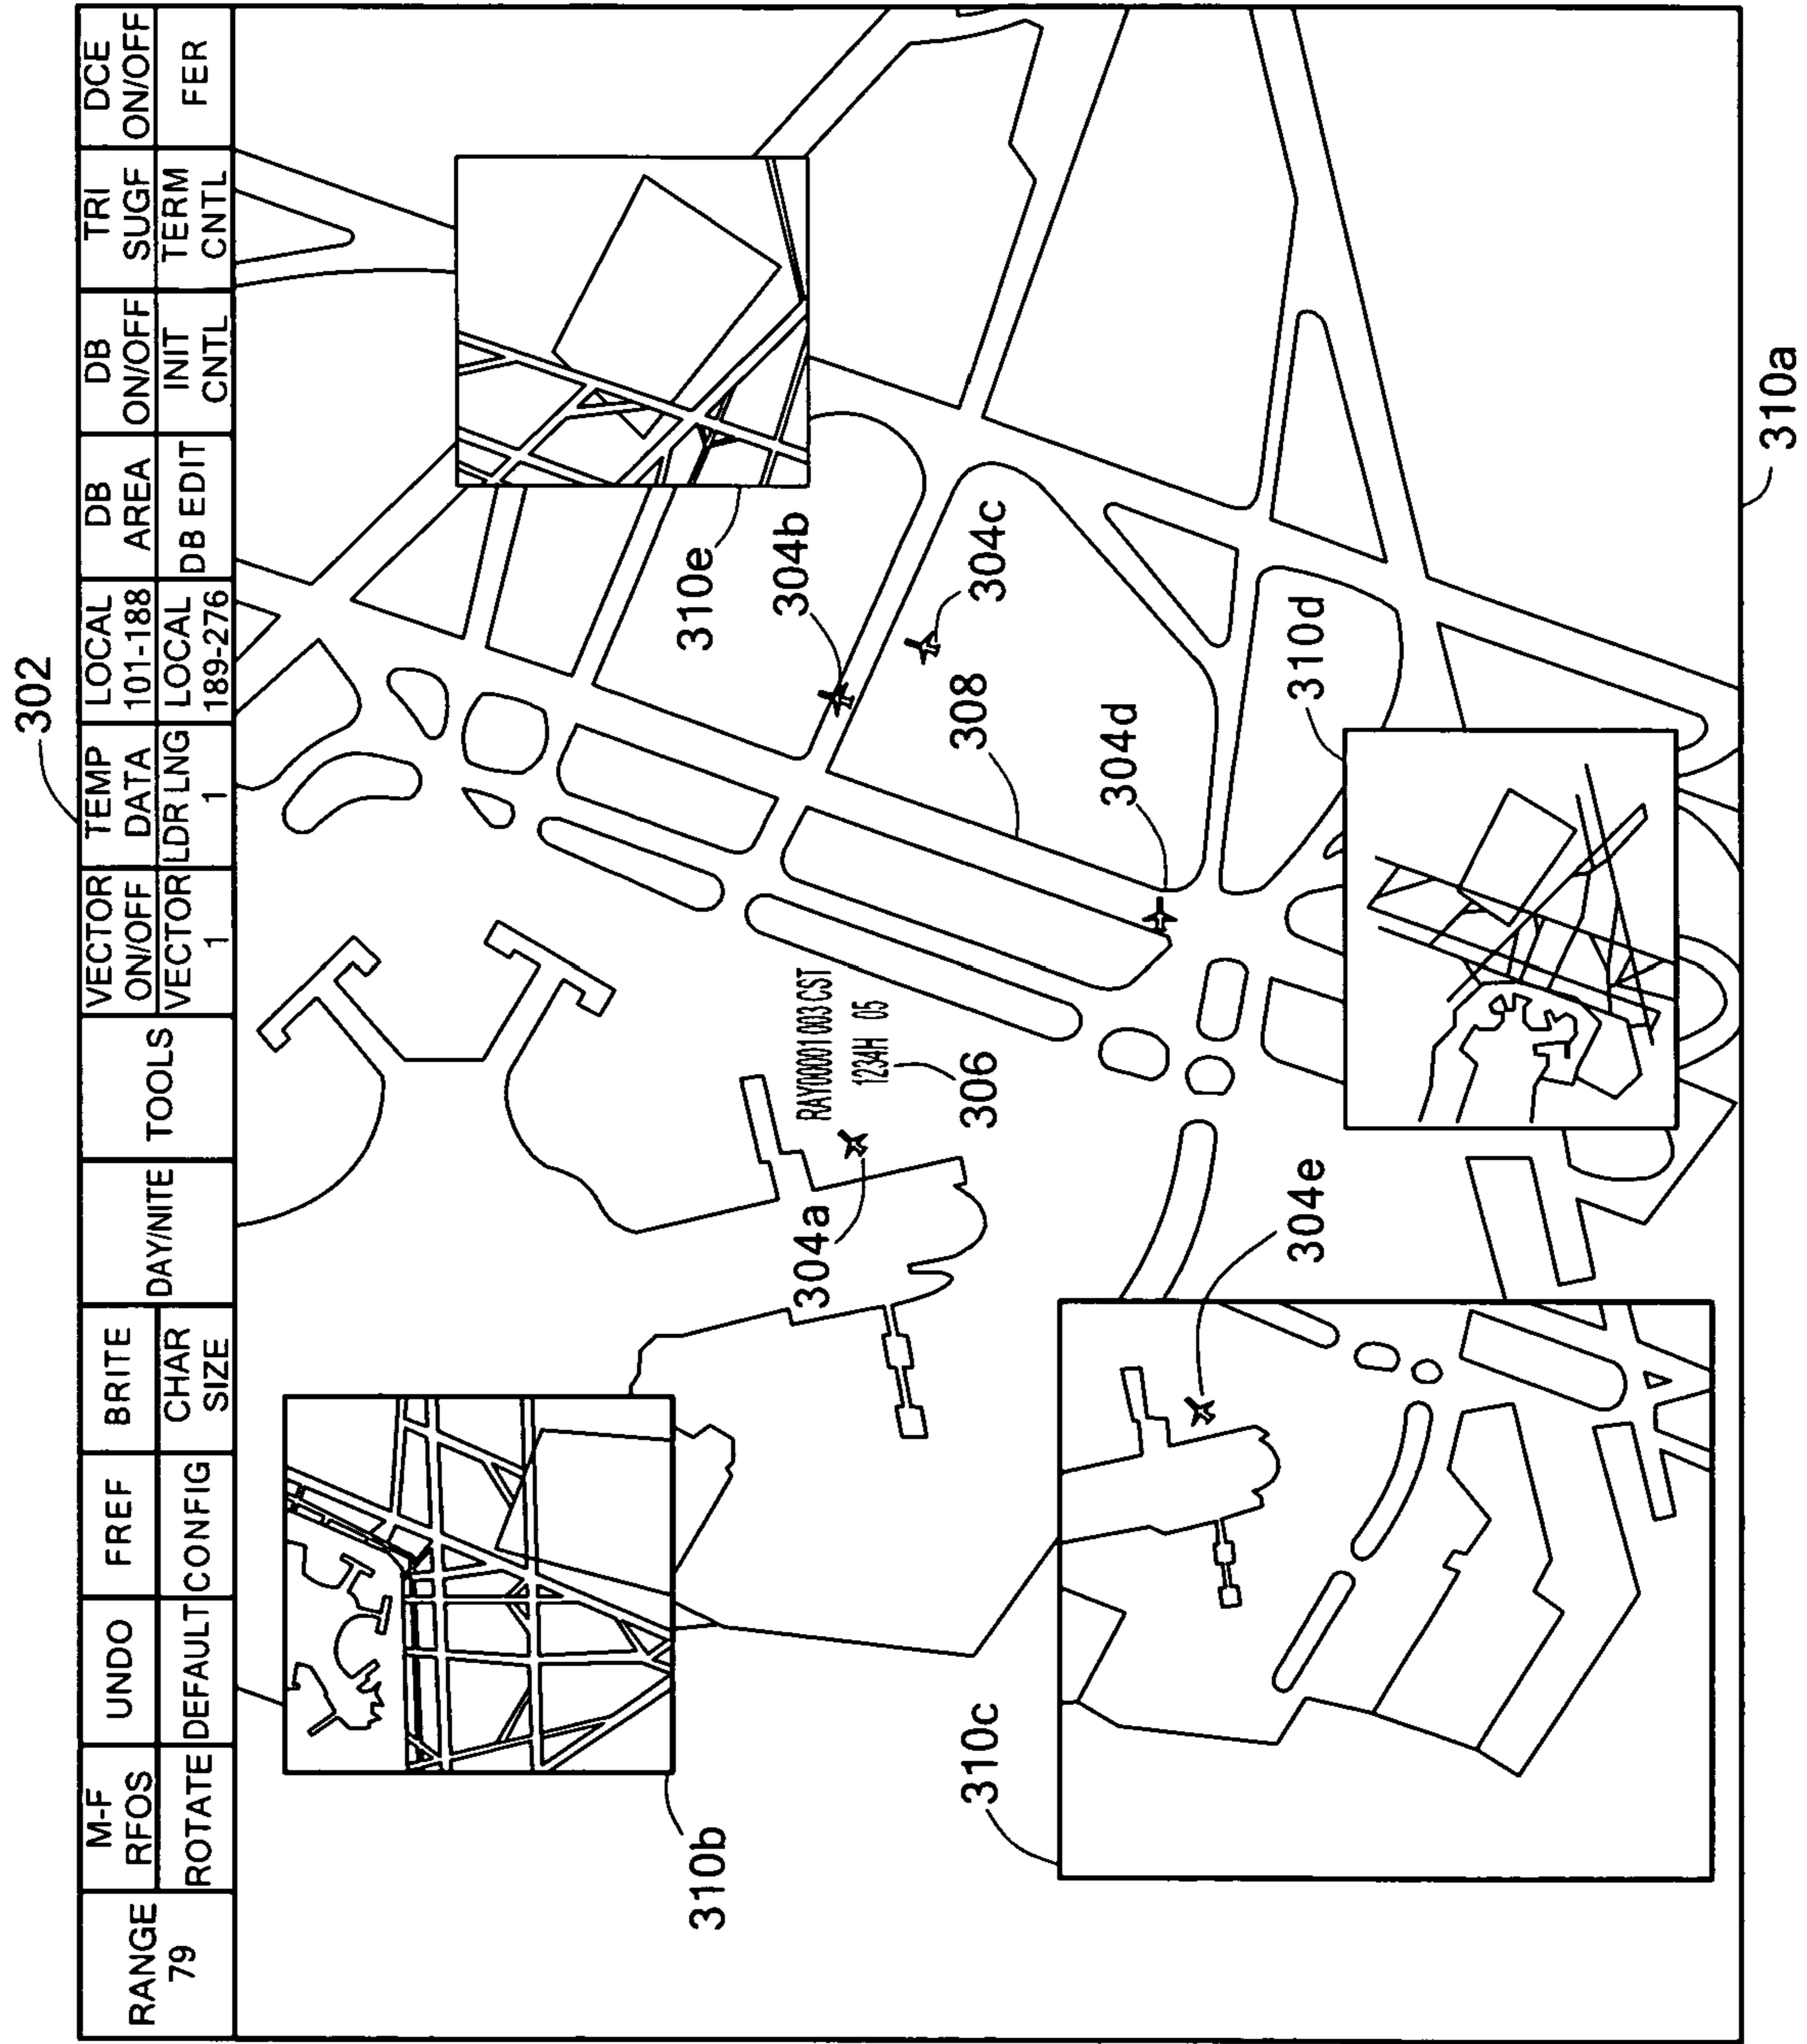 302
RANGE
79
M-F
RFOS
ROTATE
UNDO
DEFAULT
FREF
CONFIG
BRITE
CHAR
SIZE
DAY/NITE
TOOLS
VECTOR
ON/OFF
VECTOR
1
TEMP
DATA
LDR LNG
1
LOCAL
101-188
LOCAL
189-276
DB
AREA
DB EDIT
DB
ON/OFF
INIT
CNTL
TRI
SUGF
TERM
CNTL
DCE
ON/OFF
FER
310b
310e
304b
304c
304a
RAY00001 003 CST
1234H 05
306
308
304d
310c
304e
310d
310a